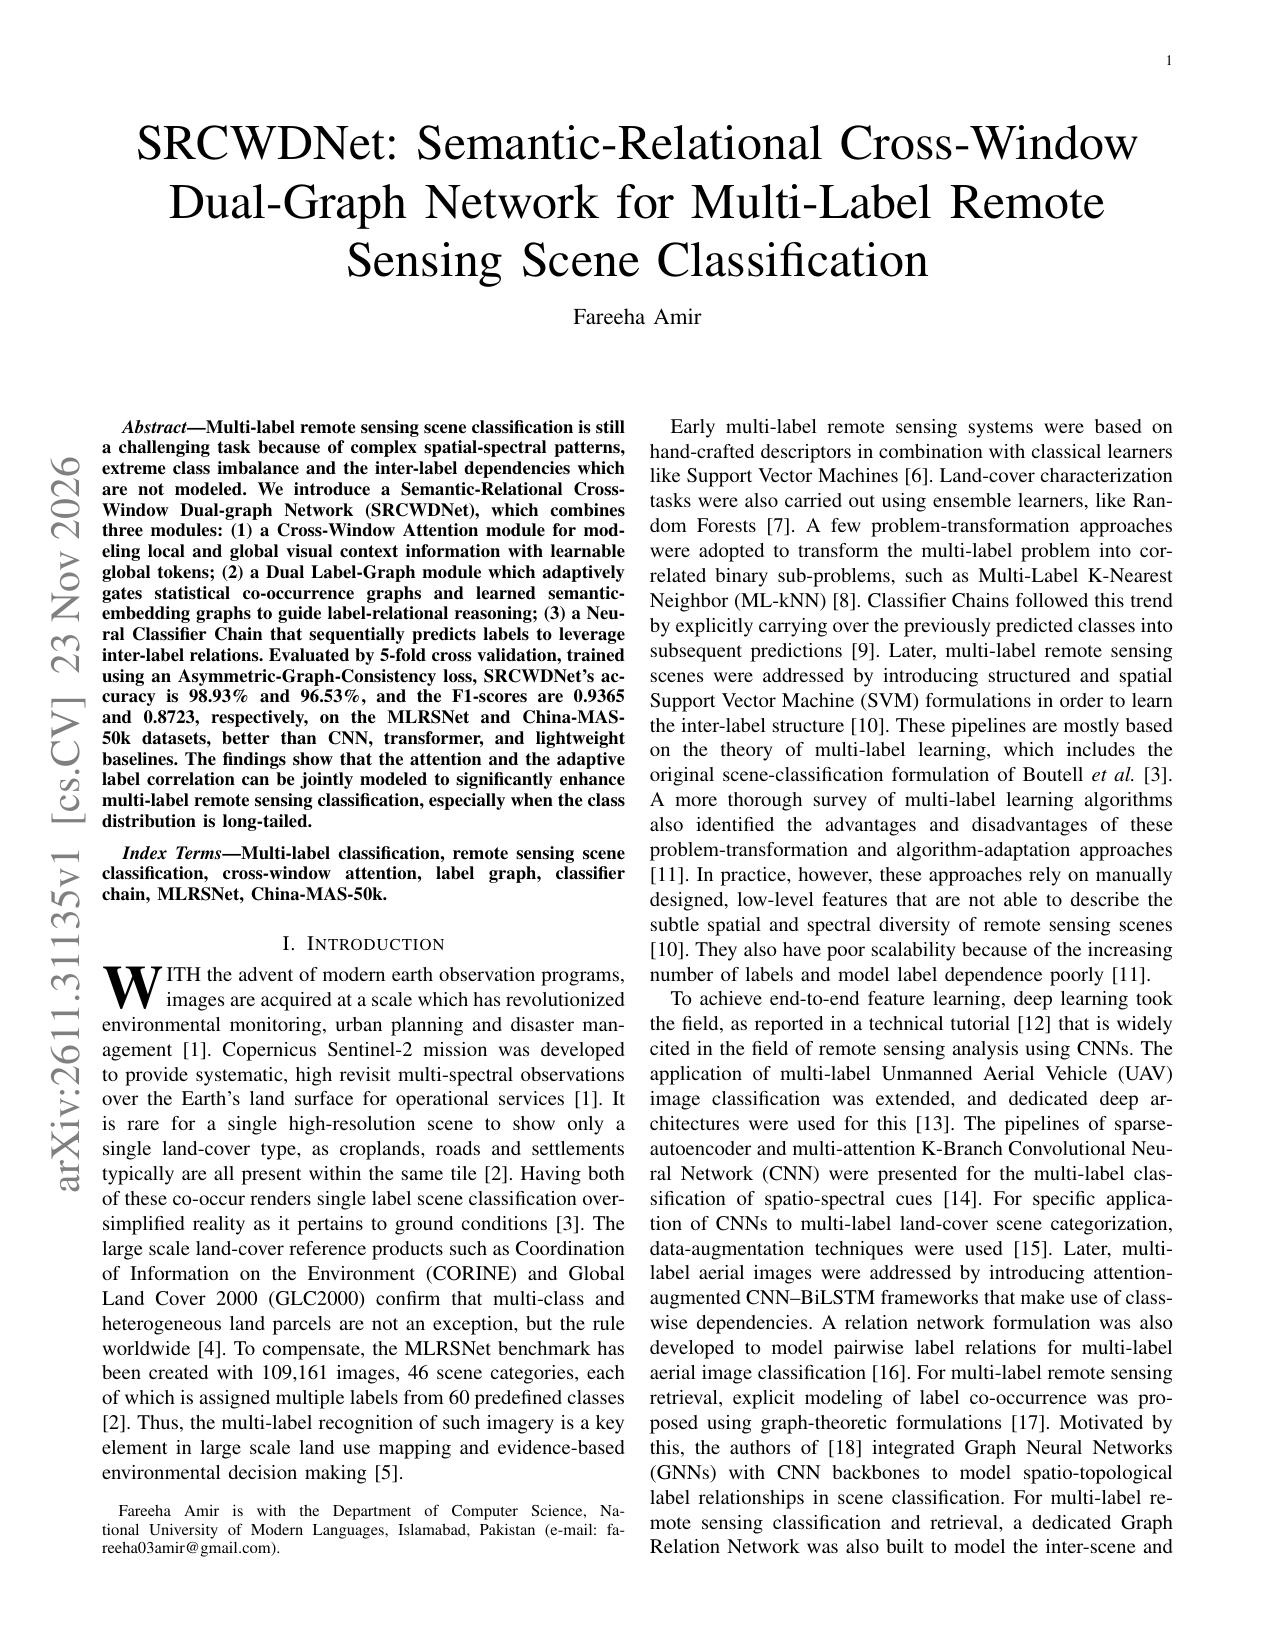 1
SRCWDNet: Semantic-Relational Cross-Window
Dual-Graph Network for Multi-Label Remote
Sensing Scene Classification
Fareeha Amir
arXiv:2611.31135v1 [cs.CV] 23 Nov 2026
Abstract—Multi-label remote sensing scene classification is still
a challenging task because of complex spatial-spectral patterns,
extreme class imbalance and the inter-label dependencies which
are not modeled. We introduce a Semantic-Relational Cross-
Window Dual-graph Network (SRCWDNet), which combines
three modules: (1) a Cross-Window Attention module for mod-
eling local and global visual context information with learnable
global tokens; (2) a Dual Label-Graph module which adaptively
gates statistical co-occurrence graphs and learned semantic-
embedding graphs to guide label-relational reasoning; (3) a Neu-
ral Classifier Chain that sequentially predicts labels to leverage
inter-label relations. Evaluated by 5-fold cross validation, trained
using an Asymmetric-Graph-Consistency loss, SRCWDNet's ac-
curacy is 98.93% and 96.53%, and the F1-scores are 0.9365
and 0.8723, respectively, on the MLRSNet and China-MAS-
50k datasets, better than CNN, transformer, and lightweight
baselines. The findings show that the attention and the adaptive
label correlation can be jointly modeled to significantly enhance
multi-label remote sensing classification, especially when the class
distribution is long-tailed.
Index Terms—Multi-label classification, remote sensing scene
classification, cross-window attention, label graph, classifier
chain, MLRSNet, China-MAS-50k.
I. INTRODUCTION
WITH the advent of modern earth observation programs,
images are acquired at a scale which has revolutionized
environmental monitoring, urban planning and disaster man-
agement [1]. Copernicus Sentinel-2 mission was developed
to provide systematic, high revisit multi-spectral observations
over the Earth's land surface for operational services [1]. It
is rare for a single high-resolution scene to show only a
single land-cover type, as croplands, roads and settlements
typically are all present within the same tile [2]. Having both
of these co-occur renders single label scene classification over-
simplified reality as it pertains to ground conditions [3]. The
large scale land-cover reference products such as Coordination
of Information on the Environment (CORINE) and Global
Land Cover 2000 (GLC2000) confirm that multi-class and
heterogeneous land parcels are not an exception, but the rule
worldwide [4]. To compensate, the MLRSNet benchmark has
been created with 109,161 images, 46 scene categories, each
of which is assigned multiple labels from 60 predefined classes
[2]. Thus, the multi-label recognition of such imagery is a key
element in large scale land use mapping and evidence-based
environmental decision making [5].
Fareeha Amir is with the Department of Computer Science, Na-
tional University of Modern Languages, Islamabad, Pakistan (e-mail: fa-
reeha03amir@gmail.com).
Early multi-label remote sensing systems were based on
hand-crafted descriptors in combination with classical learners
like Support Vector Machines [6]. Land-cover characterization
tasks were also carried out using ensemble learners, like Ran-
dom Forests [7]. A few problem-transformation approaches
were adopted to transform the multi-label problem into cor-
related binary sub-problems, such as Multi-Label K-Nearest
Neighbor (ML-kNN) [8]. Classifier Chains followed this trend
by explicitly carrying over the previously predicted classes into
subsequent predictions [9]. Later, multi-label remote sensing
scenes were addressed by introducing structured and spatial
Support Vector Machine (SVM) formulations in order to learn
the inter-label structure [10]. These pipelines are mostly based
on the theory of multi-label learning, which includes the
original scene-classification formulation of Boutell et al. [3].
A more thorough survey of multi-label learning algorithms
also identified the advantages and disadvantages of these
problem-transformation and algorithm-adaptation approaches
[11]. In practice, however, these approaches rely on manually
designed, low-level features that are not able to describe the
subtle spatial and spectral diversity of remote sensing scenes
[10]. They also have poor scalability because of the increasing
number of labels and model label dependence poorly [11].
To achieve end-to-end feature learning, deep learning took
the field, as reported in a technical tutorial [12] that is widely
cited in the field of remote sensing analysis using CNNs. The
application of multi-label Unmanned Aerial Vehicle (UAV)
image classification was extended, and dedicated deep ar-
chitectures were used for this [13]. The pipelines of sparse-
autoencoder and multi-attention K-Branch Convolutional Neu-
ral Network (CNN) were presented for the multi-label clas-
sification of spatio-spectral cues [14]. For specific applica-
tion of CNNs to multi-label land-cover scene categorization,
data-augmentation techniques were used [15]. Later, multi-
label aerial images were addressed by introducing attention-
augmented CNN–BiLSTM frameworks that make use of class-
wise dependencies. A relation network formulation was also
developed to model pairwise label relations for multi-label
aerial image classification [16]. For multi-label remote sensing
retrieval, explicit modeling of label co-occurrence was pro-
posed using graph-theoretic formulations [17]. Motivated by
this, the authors of [18] integrated Graph Neural Networks
(GNNs) with CNN backbones to model spatio-topological
label relationships in scene classification. For multi-label re-
mote sensing classification and retrieval, a dedicated Graph
Relation Network was also built to model the inter-scene and